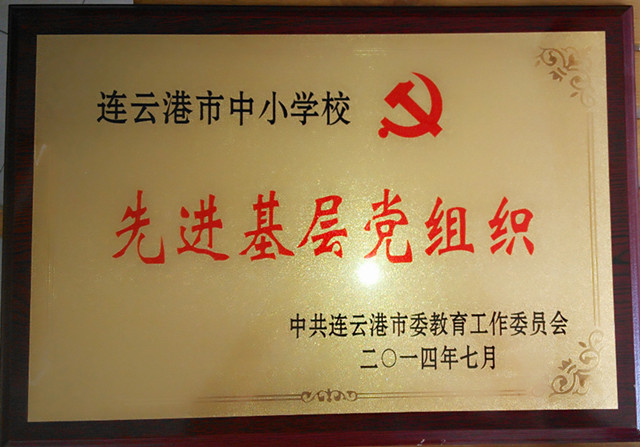 连云港市中小学校
先进基层党组织
中共连云港市委教育工作委员会
二〇一四年七月